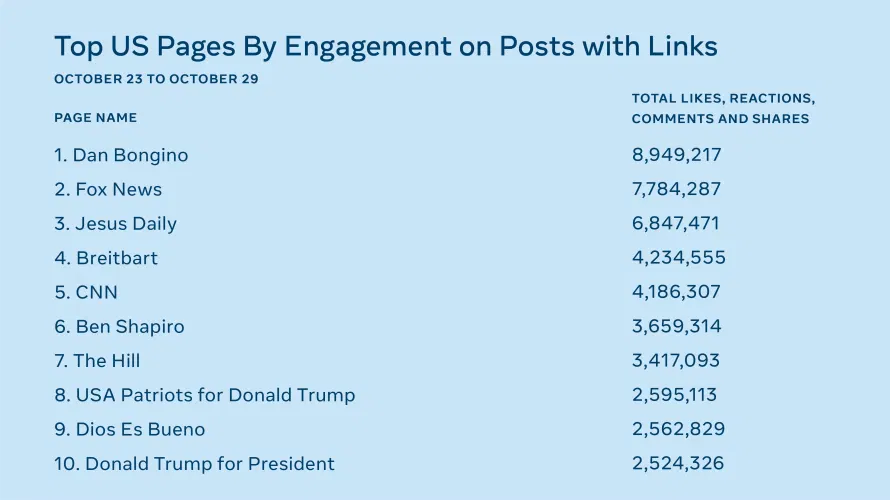 Top US Pages By Engagement on Posts with Links
OCTOBER 23 TO OCTOBER 29
PAGE NAME
TOTAL LIKES, REACTIONS,
COMMENTS AND SHARES
1. Dan Bongino 8,949,217
2. Fox News 7,784,287
3. Jesus Daily 6,847,471
4. Breitbart 4,234,555
5. CNN 4,186,307
6. Ben Shapiro 3,659,314
7. The Hill 3,417,093
8. USA Patriots for Donald Trump 2,595,113
9. Dios Es Bueno 2,562,829
10. Donald Trump for President 2,524,326